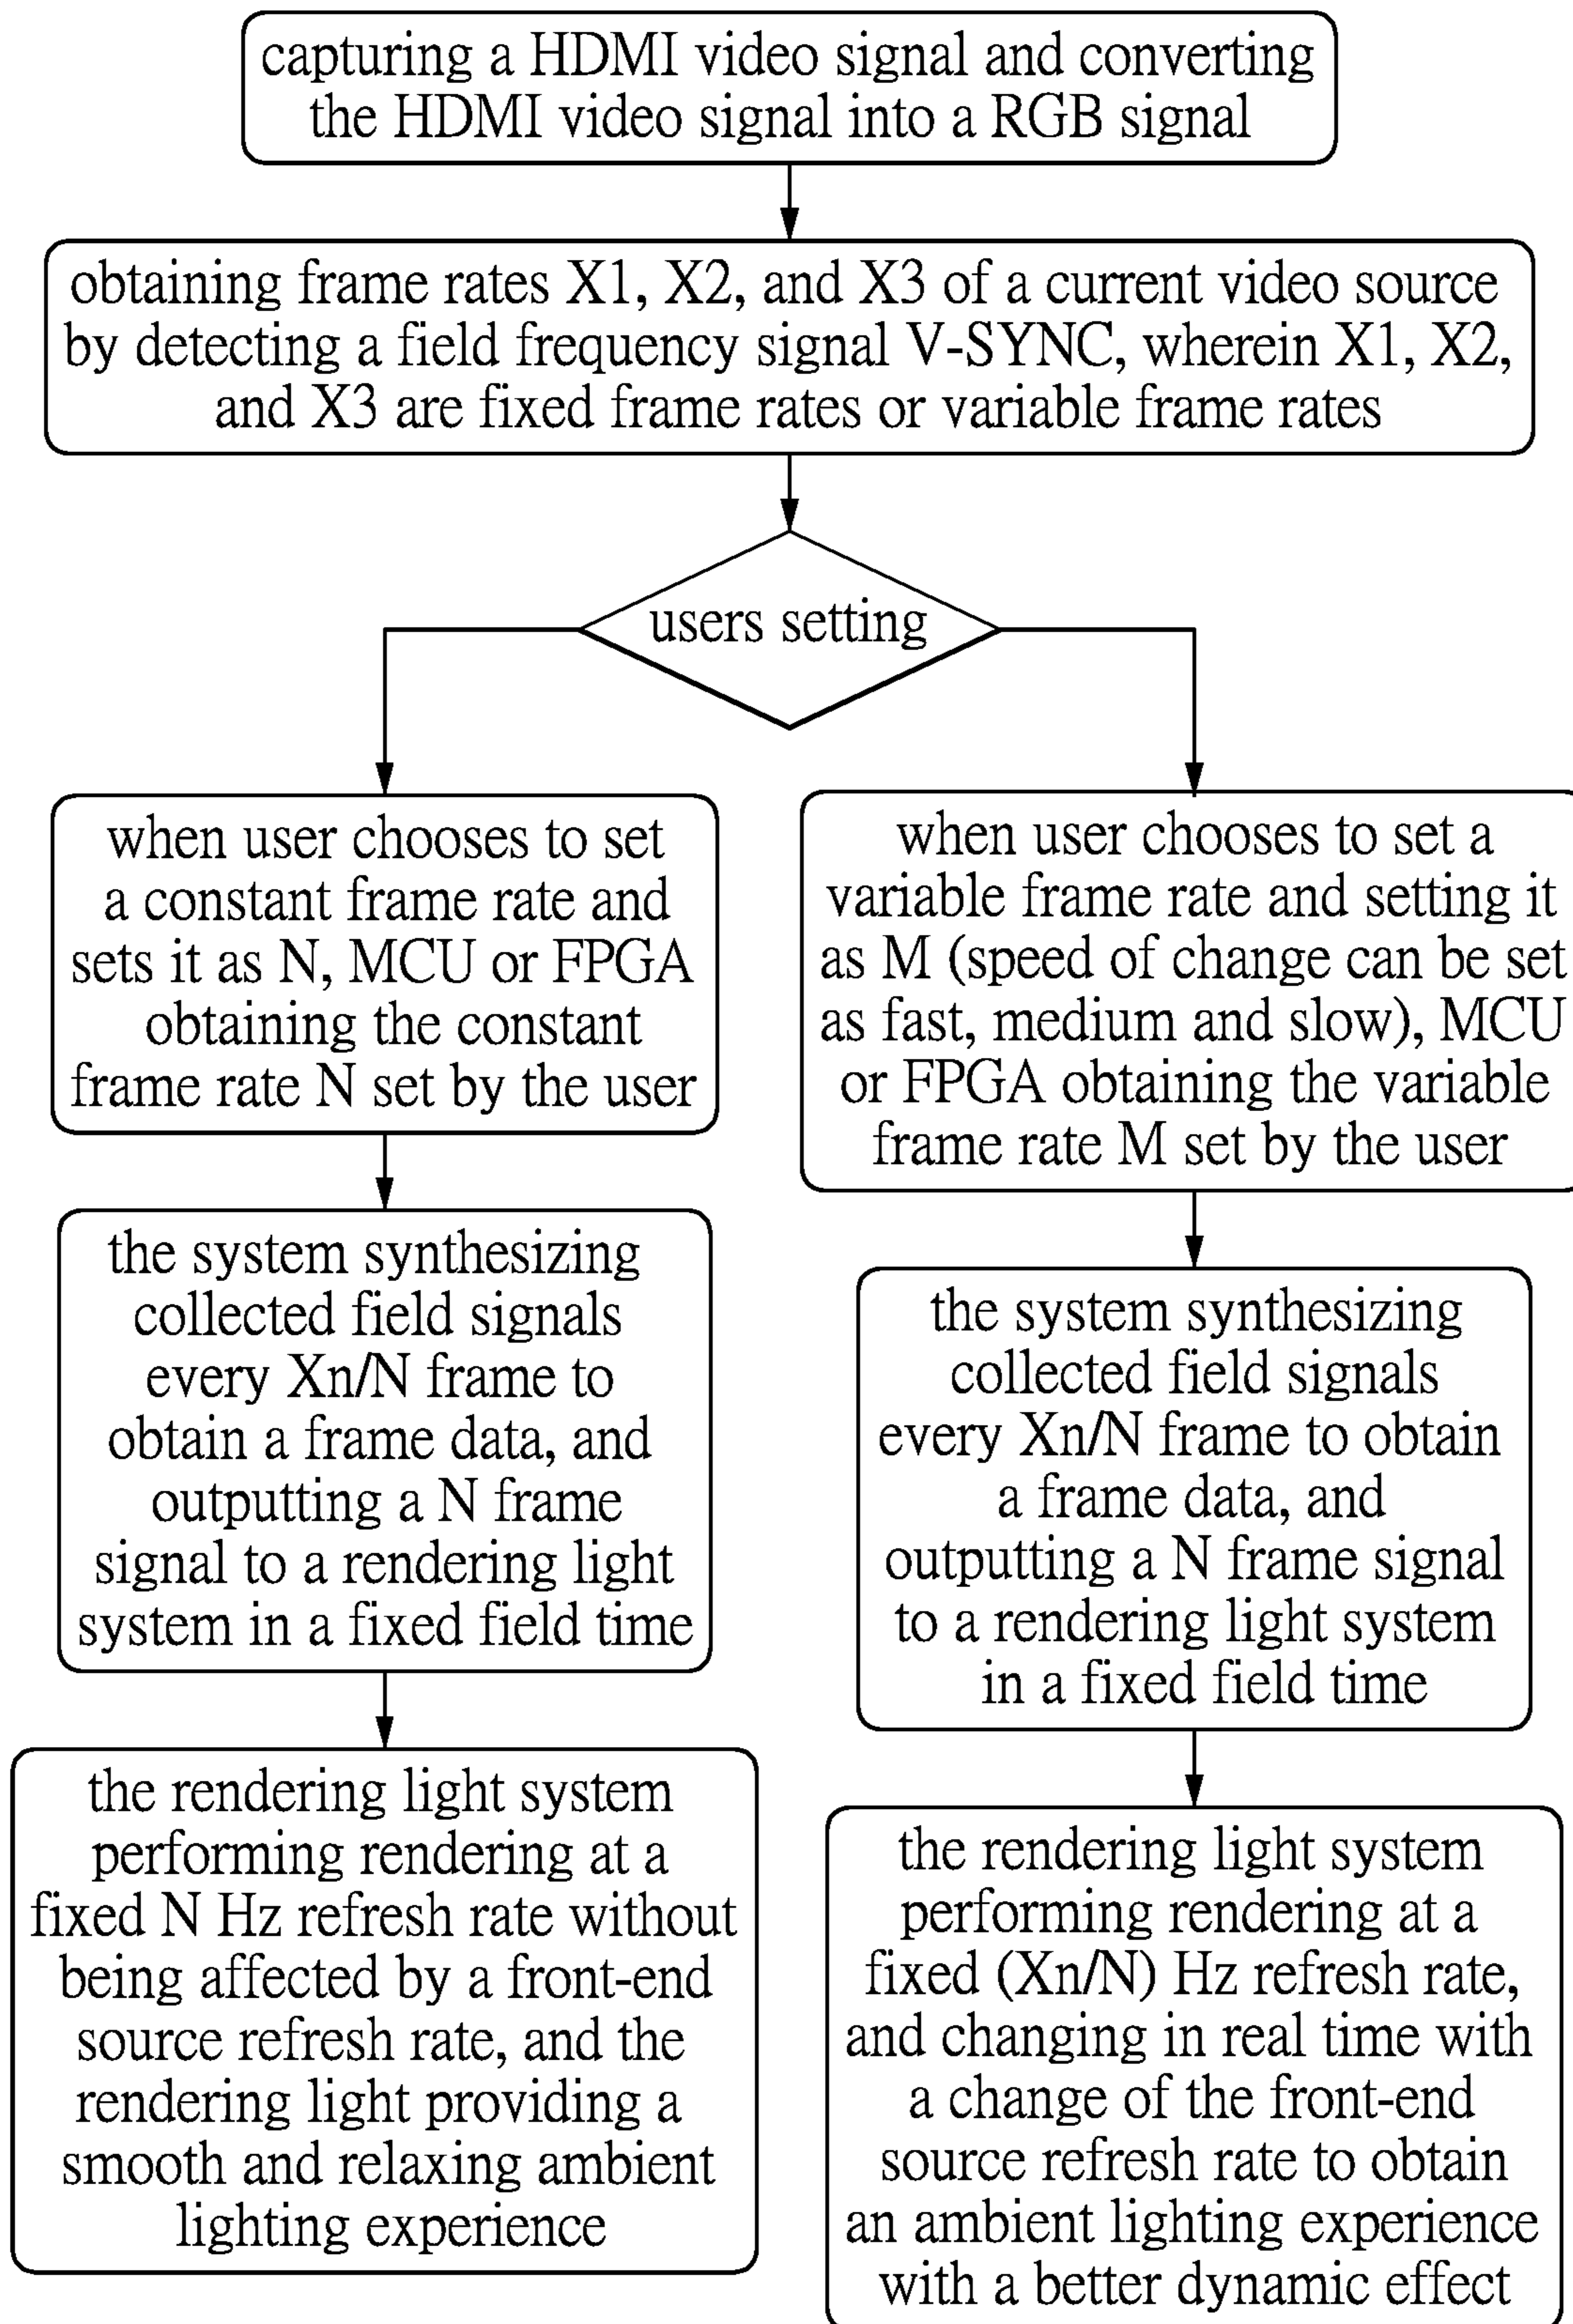 capturing a HDMI video signal and converting
the HDMI video signal into a RGB signal
obtaining frame rates X1, X2, and X3 of a current video source
by detecting a field frequency signal V-SYNC, wherein X1, X2,
and X3 are fixed frame rates or variable frame rates
users setting
when user chooses to set
a constant frame rate and
sets it as N, MCU or FPGA
obtaining the constant
frame rate N set by the user
the system synthesizing
collected field signals
every Xn/N frame to
obtain a frame data, and
outputting a N frame
signal to a rendering light
system in a fixed field time
the rendering light system
performing rendering at a
fixed N Hz refresh rate without
being affected by a front-end
source refresh rate, and the
rendering light providing a
smooth and relaxing ambient
lighting experience
when user chooses to set a
variable frame rate and setting it
as M (speed of change can be set
as fast, medium and slow), MCU
or FPGA obtaining the variable
frame rate M set by the user
the system synthesizing
collected field signals
every Xn/N frame to obtain
a frame data, and
outputting a N frame signal
to a rendering light system
in a fixed field time
the rendering light system
performing rendering at a
fixed (Xn/N) Hz refresh rate,
and changing in real time with
a change of the front-end
source refresh rate to obtain
an ambient lighting experience
with a better dynamic effect